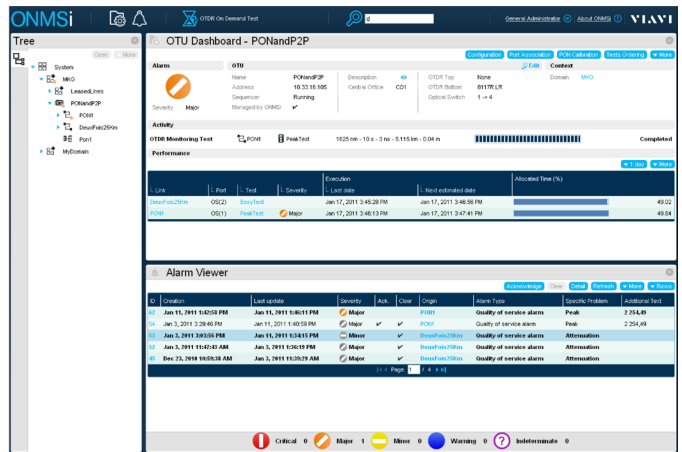 ONMSi OTDR On Demand Test d General Administrator About ONMSi VIAVI
Tree
Open More
System
MKG
LeasedLines
PONandP2P
PON1
DeuxFois25Km
Port1
MyDomain
OTU Dashboard - PONandP2P
Configuration Port Association PON Calibration Tests Ordering More
Alarm OTU Edit Context
Name PONandP2P Description OTDR Top None Domain MKG
Address 10.33.16.105 Central Office CO1 OTDR Bottom 8117R LR
Sequencer Running Optical Switch 1 -> 4
Severity Major Managed by ONMSi
Activity
OTDR Monitoring Test PON1 PeakTest 1625 nm - 10 s - 3 ns - 5.115 km - 0.04 m Completed
Performance
1 day More
Execution Allocated Time (%)
Link Port Test Severity Last date Next estimated date
DeuxFois25Km OS(2) EasyTest Jan 17, 2011 3:45:28 PM Jan 17, 2011 3:46:56 PM 49.02
PON1 OS(1) PeakTest Major Jan 17, 2011 3:46:13 PM Jan 17, 2011 3:47:41 PM 49.64
Alarm Viewer
Acknowledge Clear Detail Refresh More Rows
ID Creation Last update Severity Ack. Clear Origin Alarm Type Specific Problem Additional Text
Jan 11, 2011 1:42:58 PM Jan 11, 2011 1:46:11 PM Major PON1 Quality of service alarm Peak 2 254,49
54 Jan 3, 2011 3:29:46 PM Jan 11, 2011 1:40:59 PM Major PON1 Quality of service alarm Peak 2 254,49
53 Jan 3, 2011 3:03:56 PM Jan 11, 2011 1:34:15 PM Minor DeuxFois25Km Quality of service alarm Attenuation
52 Jan 3, 2011 11:47:43 AM Jan 3, 2011 1:36:19 PM Major DeuxFois25Km Quality of service alarm Attenuation
Dec 23, 2010 10:59:38 AM Jan 3, 2011 11:39:29 AM Major DeuxFois25Km Quality of service alarm Attenuation
Page: 1 / 4
Critical 0 Major 1 Minor 0 Warning 0 ? Indeterminate 0